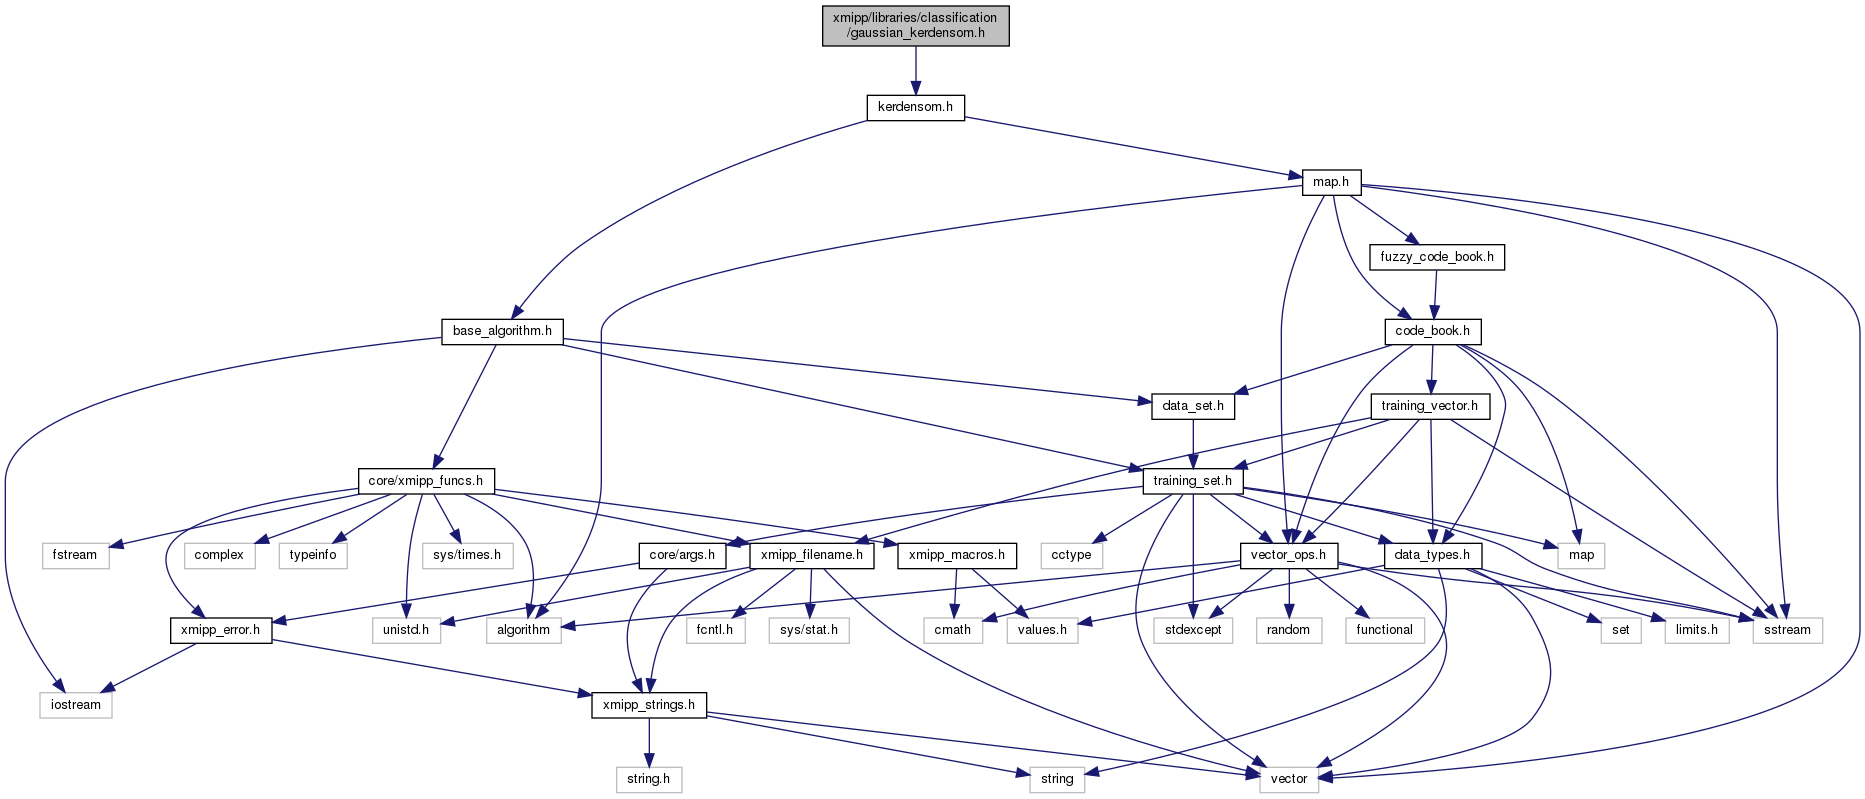 xmipp/libraries/classification
/gaussian_kerdensom.h
kerdensom.h
map.h
fuzzy_code_book.h
base_algorithm.h
code_book.h
data_set.h
training_vector.h
core/xmipp_funcs.h
training_set.h
fstream
complex
typeinfo
sys/times.h
core/args.h
xmipp_filename.h
xmipp_macros.h
cctype
vector_ops.h
data_types.h
map
xmipp_error.h
unistd.h
algorithm
fcntl.h
sys/stat.h
cmath
values.h
stdexcept
random
functional
set
limits.h
sstream
iostream
xmipp_strings.h
string.h
string
vector